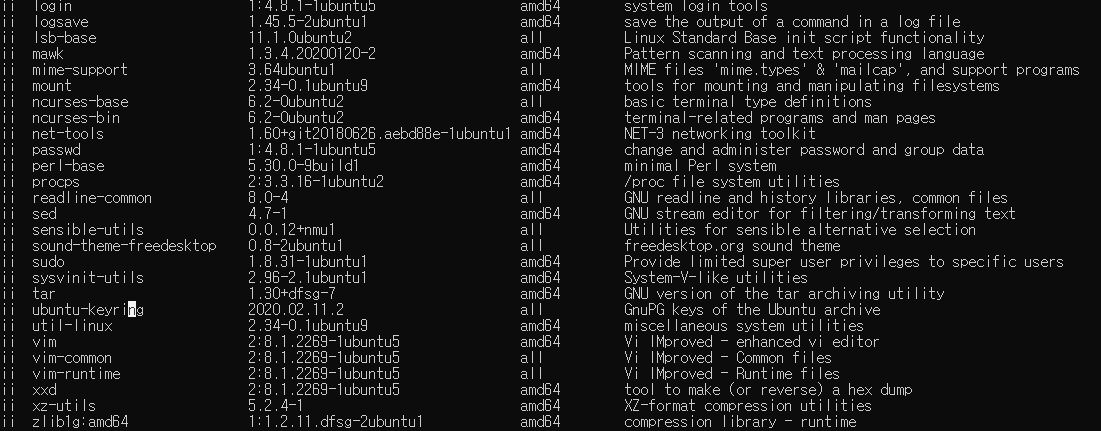 ii  login                  1:4.8.1-1ubuntu5                  amd64        system login tools
ii  logsave                1.45.5-2ubuntu1                   amd64        save the output of a command in a log file
ii  lsb-base               11.1.0ubuntu2                     all          Linux Standard Base init script functionality
ii  mawk                   1.3.4.20200120-2                  amd64        Pattern scanning and text processing language
ii  mime-support           3.64ubuntu1                       all          MIME files 'mime.types' & 'mailcap', and support programs
ii  mount                  2.34-0.1ubuntu9                   amd64        tools for mounting and manipulating filesystems
ii  ncurses-base           6.2-0ubuntu2                      all          basic terminal type definitions
ii  ncurses-bin            6.2-0ubuntu2                      amd64        terminal-related programs and man pages
ii  net-tools              1.60+git20180626.aebd88e-1ubuntu1 amd64        NET-3 networking toolkit
ii  passwd                 1:4.8.1-1ubuntu5                  amd64        change and administer password and group data
ii  perl-base              5.30.0-9build1                    amd64        minimal Perl system
ii  procps                 2:3.3.16-1ubuntu2                 amd64        /proc file system utilities
ii  readline-common        8.0-4                             all          GNU readline and history libraries, common files
ii  sed                    4.7-1                             amd64        GNU stream editor for filtering/transforming text
ii  sensible-utils         0.0.12+nmu1                       all          Utilities for sensible alternative selection
ii  sound-theme-freedesktop 0.8-2ubuntu1                     all          freedesktop.org sound theme
ii  sudo                   1.8.31-1ubuntu1                   amd64        Provide limited super user privileges to specific users
ii  sysvinit-utils         2.96-2.1ubuntu1                   amd64        System-V-like utilities
ii  tar                    1.30+dfsg-7                       amd64        GNU version of the tar archiving utility
ii  ubuntu-keyring         2020.02.11.2                      all          GnuPG keys of the Ubuntu archive
ii  util-linux             2.34-0.1ubuntu9                   amd64        miscellaneous system utilities
ii  vim                    2:8.1.2269-1ubuntu5               amd64        Vi IMproved - enhanced vi editor
ii  vim-common             2:8.1.2269-1ubuntu5               all          Vi IMproved - Common files
ii  vim-runtime            2:8.1.2269-1ubuntu5               all          Vi IMproved - Runtime files
ii  xxd                    2:8.1.2269-1ubuntu5               amd64        tool to make (or reverse) a hex dump
ii  xz-utils               5.2.4-1                           amd64        XZ-format compression utilities
ii  zlib1g:amd64           1:1.2.11.dfsg-2ubuntu1            amd64        compression library - runtime